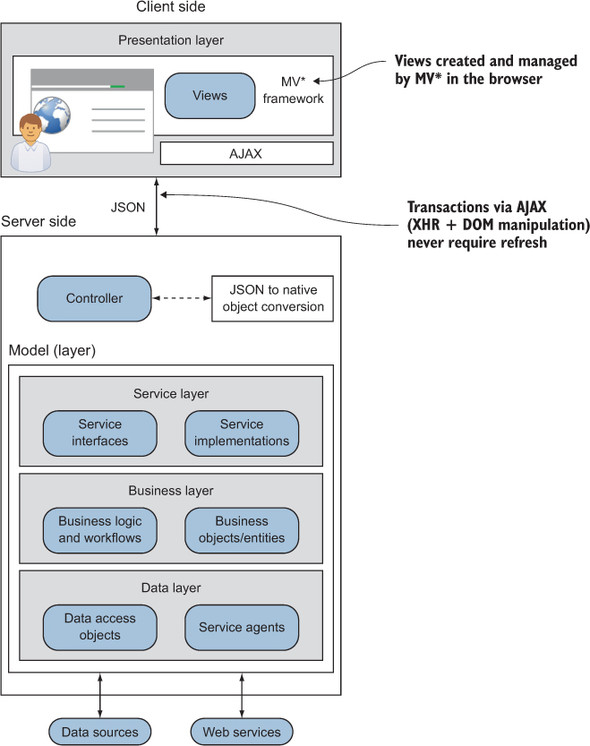 Client side
Presentation layer
Views
MV*
framework
AJAX
Views created and managed
by MV* in the browser
JSON
Transactions via AJAX
(XHR + DOM manipulation)
never require refresh
Server side
Controller
JSON to native
object conversion
Model (layer)
Service layer
Service
interfaces
Service
implementations
Business layer
Business logic
and workflows
Business
objects/entities
Data layer
Data access
objects
Service agents
Data sources
Web services